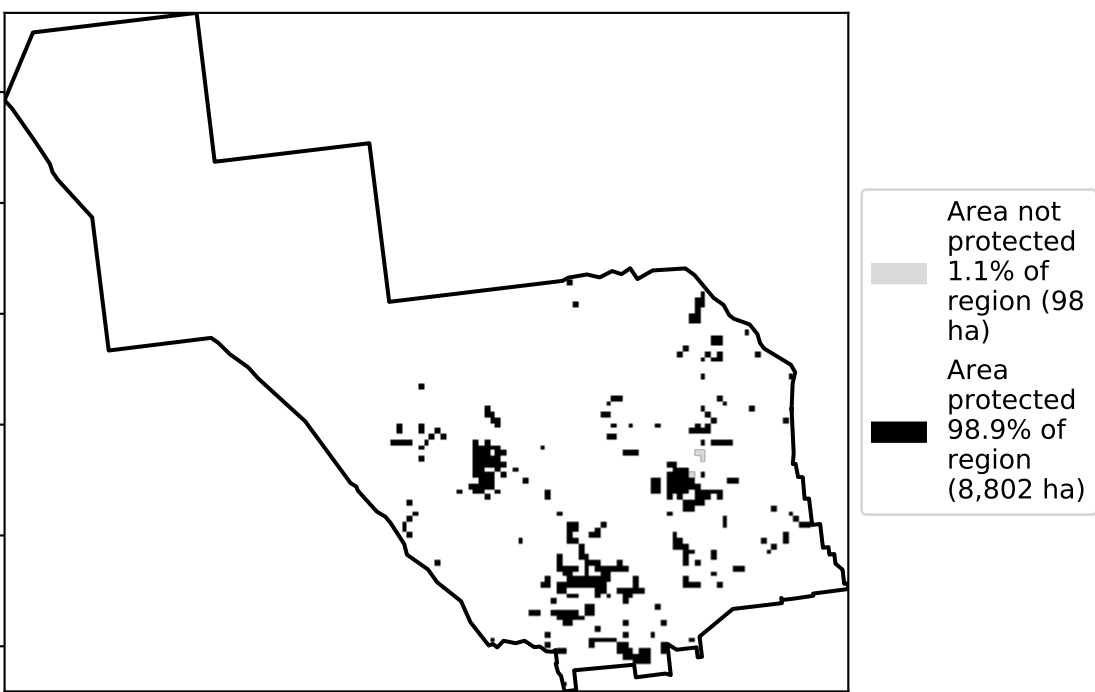 Area not
protected
1.1% of
region (98
ha)
Area
protected
98.9% of
region
(8,802 ha)